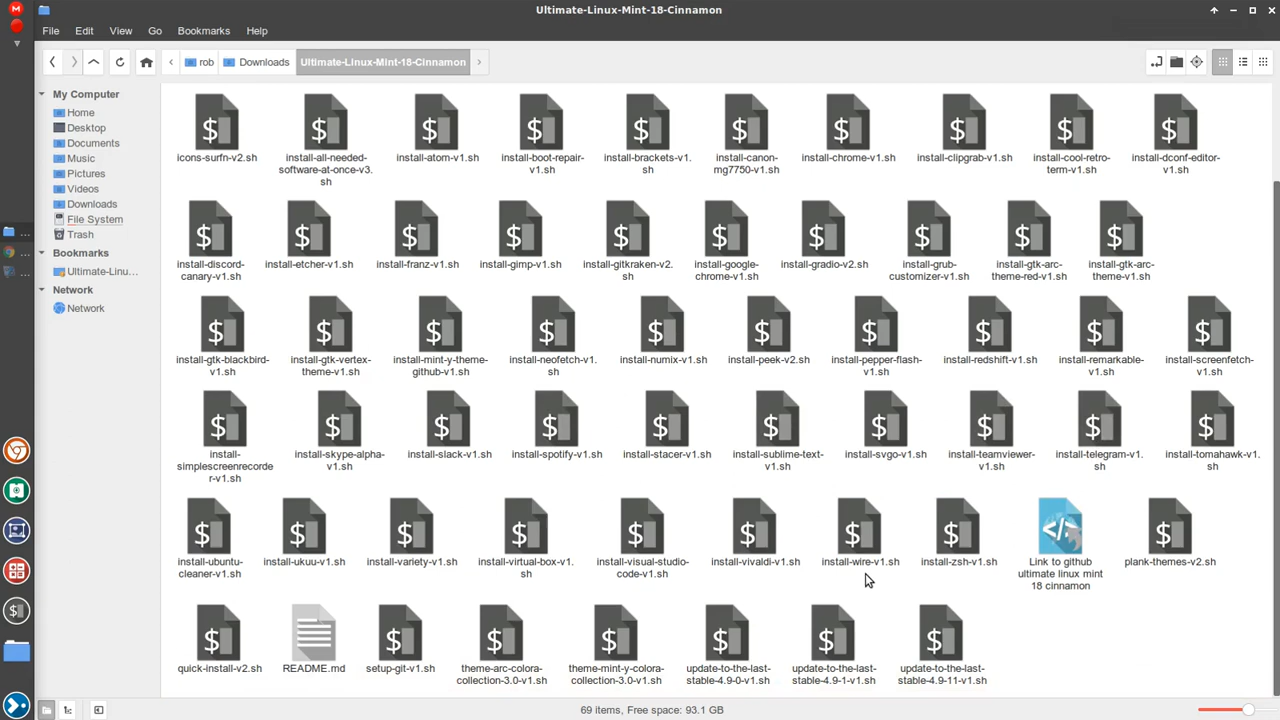 Ultimate-Linux-Mint-18-Cinnamon
File Edit View Go Bookmarks Help
rob Downloads Ultimate-Linux-Mint-18-Cinnamon
My Computer
Home
Desktop
Documents
Music
Pictures
Videos
Downloads
File System
Trash
Bookmarks
Ultimate-Linu...
Network
Network
icons-surfn-v2.sh
install-all-needed-
software-at-once-v3.
sh
install-atom-v1.sh
install-boot-repair-
v1.sh
install-brackets-v1.
sh
install-canon-
mg7750-v1.sh
install-chrome-v1.sh
install-clipgrab-v1.sh
install-cool-retro-
term-v1.sh
install-dconf-editor-
v1.sh
install-discord-
canary-v1.sh
install-etcher-v1.sh
install-franz-v1.sh
install-gimp-v1.sh
install-gitkraken-v2.
sh
install-google-
chrome-v1.sh
install-gradio-v2.sh
install-grub-
customizer-v1.sh
install-gtk-arc-
theme-red-v1.sh
install-gtk-arc-
theme-v1.sh
install-gtk-blackbird-
v1.sh
install-gtk-vertex-
theme-v1.sh
install-mint-y-theme-
github-v1.sh
install-neofetch-v1.
sh
install-numix-v1.sh
install-peek-v2.sh
install-pepper-flash-
v1.sh
install-redshift-v1.sh
install-remarkable-
v1.sh
install-screenfetch-
v1.sh
install-
simplescreenrecorde
r-v1.sh
install-skype-alpha-
v1.sh
install-slack-v1.sh
install-spotify-v1.sh
install-stacer-v1.sh
install-sublime-text-
v1.sh
install-svgo-v1.sh
install-teamviewer-
v1.sh
install-telegram-v1.
sh
install-tomahawk-v1.
sh
install-ubuntu-
cleaner-v1.sh
install-ukuu-v1.sh
install-variety-v1.sh
install-virtual-box-v1.
sh
install-visual-studio-
code-v1.sh
install-vivaldi-v1.sh
install-wire-v1.sh
install-zsh-v1.sh
Link to github
ultimate linux mint
18 cinnamon
plank-themes-v2.sh
quick-install-v2.sh
README.md
setup-git-v1.sh
theme-arc-colora-
collection-3.0-v1.sh
theme-mint-y-colora-
collection-3.0-v1.sh
update-to-the-last-
stable-4.9-0-v1.sh
update-to-the-last-
stable-4.9-1-v1.sh
update-to-the-last-
stable-4.9-11-v1.sh
69 items, Free space: 93.1 GB